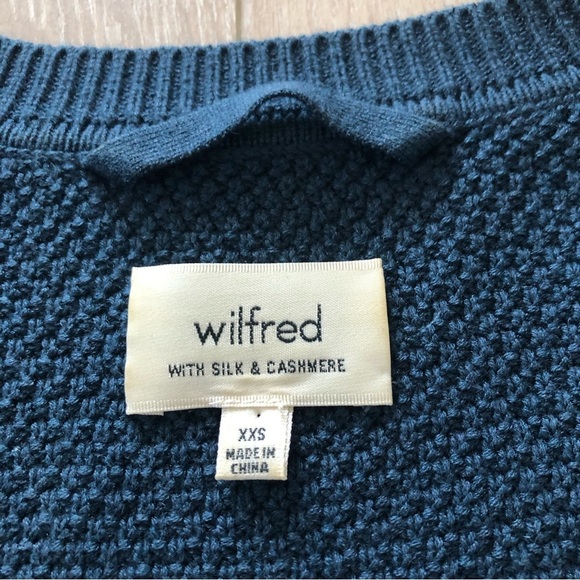 wilfred
WITH SILK & CASHMERE
XXS
MADE IN
CHINA